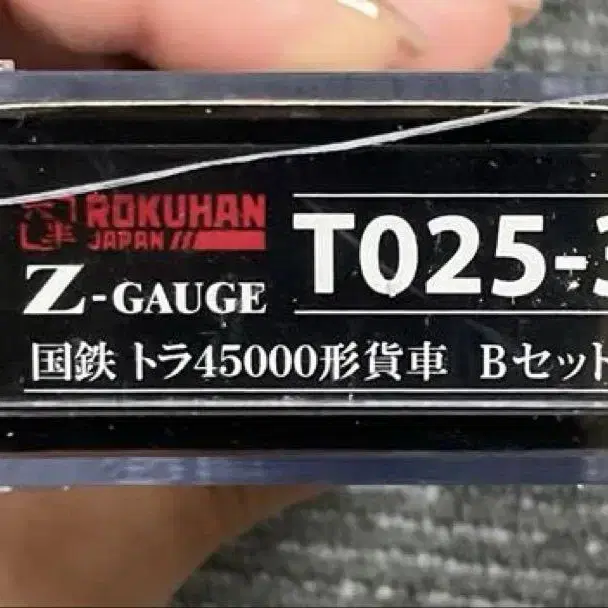 六半 ROKUHAN
JAPAN
Z-GAUGE
T025-3
国鉄 トラ45000形貨車 Bセット